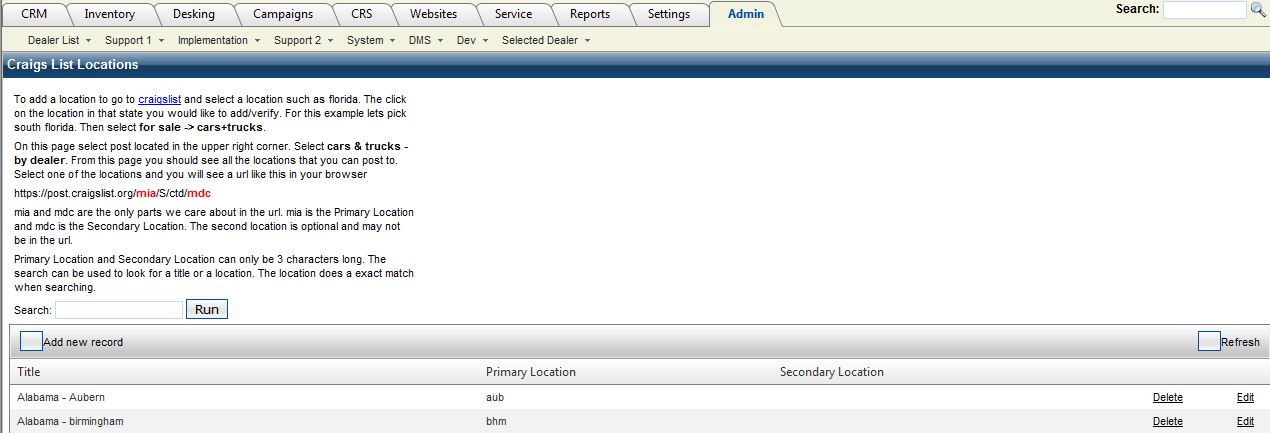 CRM Inventory Desking Campaigns CRS Websites Service Reports Settings Admin Search:
Dealer List Support 1 Implementation Support 2 System DMS Dev Selected Dealer
Craigs List Locations
To add a location to go to craigslist and select a location such as florida. The click
on the location in that state you would like to add/verify. For this example lets pick
south florida. Then select for sale -> cars+trucks.
On this page select post located in the upper right corner. Select cars & trucks -
by dealer. From this page you should see all the locations that you can post to.
Select one of the locations and you will see a url like this in your browser
https://post.craigslist.org/mia/S/ctd/mdc
mia and mdc are the only parts we care about in the url. mia is the Primary Location
and mdc is the Secondary Location. The second location is optional and may not
be in the url.
Primary Location and Secondary Location can only be 3 characters long. The
search can be used to look for a title or a location. The location does a exact match
when searching.
Search: Run
Add new record Refresh
Title Primary Location Secondary Location
Alabama - Aubern aub Delete Edit
Alabama - birmingham bhm Delete Edit